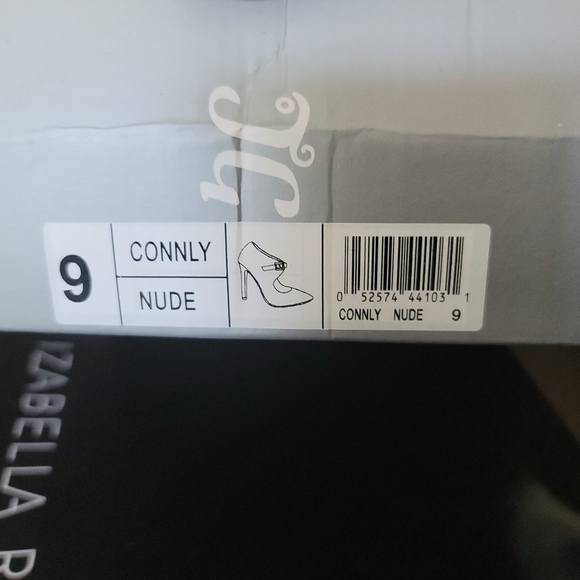 9
CONNLY
NUDE
0 52574 44103 1
CONNLY NUDE 9
IZABELLA R